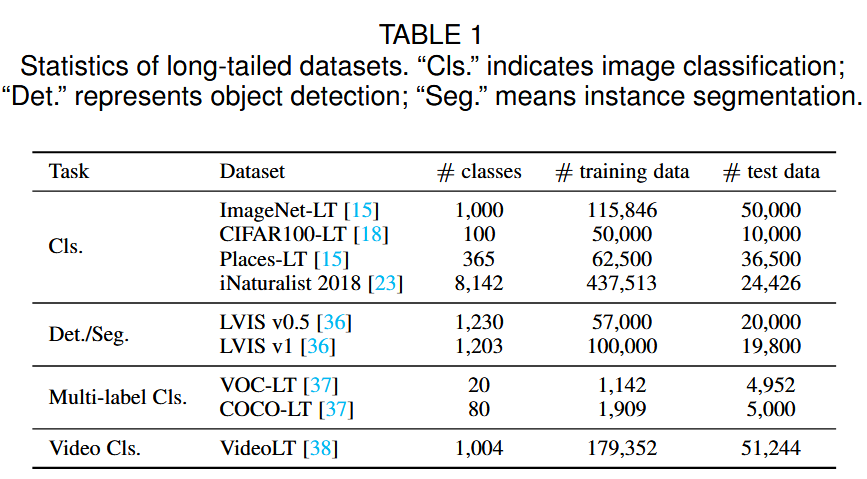 TABLE 1
Statistics of long-tailed datasets. “Cls.” indicates image classification;
“Det.” represents object detection; “Seg.” means instance segmentation.
Task Dataset # classes # training data # test data
Cls.
ImageNet-LT [15] 1,000 115,846 50,000
CIFAR100-LT [18] 100 50,000 10,000
Places-LT [15] 365 62,500 36,500
iNaturalist 2018 [23] 8,142 437,513 24,426
Det./Seg.
LVIS v0.5 [36] 1,230 57,000 20,000
LVIS v1 [36] 1,203 100,000 19,800
Multi-label Cls.
VOC-LT [37] 20 1,142 4,952
COCO-LT [37] 80 1,909 5,000
Video Cls. VideoLT [38] 1,004 179,352 51,244